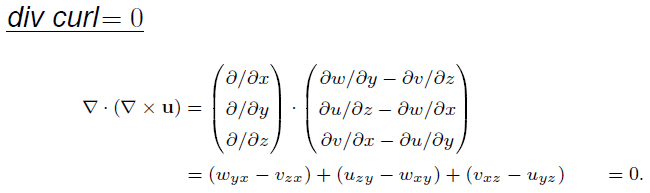 div curl= 0
∇ · (∇ × u) = (∂/∂x ∂/∂y ∂/∂z) · (∂w/∂y − ∂v/∂z ∂u/∂z − ∂w/∂x ∂v/∂x − ∂u/∂y)
= (w_yx − v_zx) + (u_zy − w_xy) + (v_xz − u_yz) = 0.